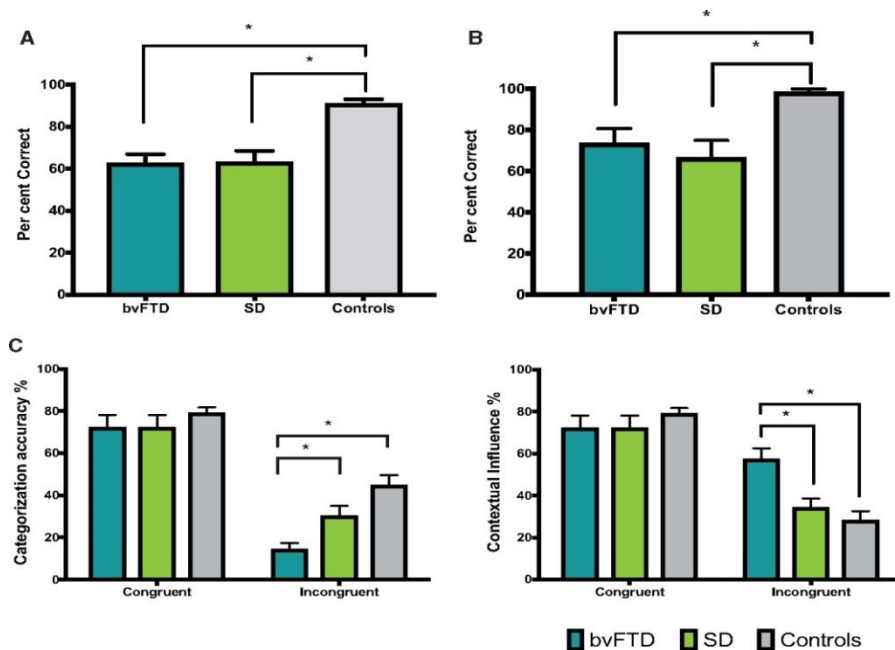 A
Per cent Correct
100
80
60
40
20
0
*
*
bvFTD SD Controls
B
Per cent Correct
100
80
60
40
20
0
*
*
bvFTD SD Controls
C
Categorization accuracy %
100
80
60
40
20
0
*
*
Congruent Incongruent
Contextual Influence %
100
80
60
40
20
0
*
*
Congruent Incongruent
bvFTD SD Controls